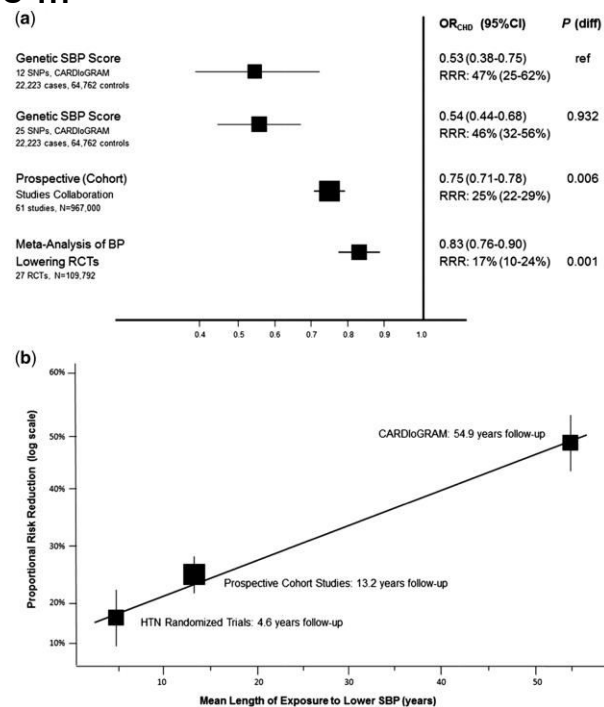 (a)
ORCHD (95%CI) P (diff)
Genetic SBP Score
12 SNPs, CARDIoGRAM
22,223 cases, 64,762 controls
0.53 (0.38-0.75) ref
RRR: 47% (25-62%)
Genetic SBP Score
25 SNPs, CARDIoGRAM
22,223 cases, 64,762 controls
0.54 (0.44-0.68) 0.932
RRR: 46% (32-56%)
Prospective (Cohort)
Studies Collaboration
61 studies, N=967,000
0.75 (0.71-0.78) 0.006
RRR: 25% (22-29%)
Meta-Analysis of BP
Lowering RCTs
27 RCTs, N=109,792
0.83 (0.76-0.90)
RRR: 17% (10-24%) 0.001
0.4 0.5 0.6 0.7 0.8 0.9 1.0
(b)
Proportional Risk Reduction (log scale)
60%
50%
40%
30%
20%
10%
CARDIoGRAM: 54.9 years follow-up
Prospective Cohort Studies: 13.2 years follow-up
HTN Randomized Trials: 4.6 years follow-up
10 20 30 40 50
Mean Length of Exposure to Lower SBP (years)